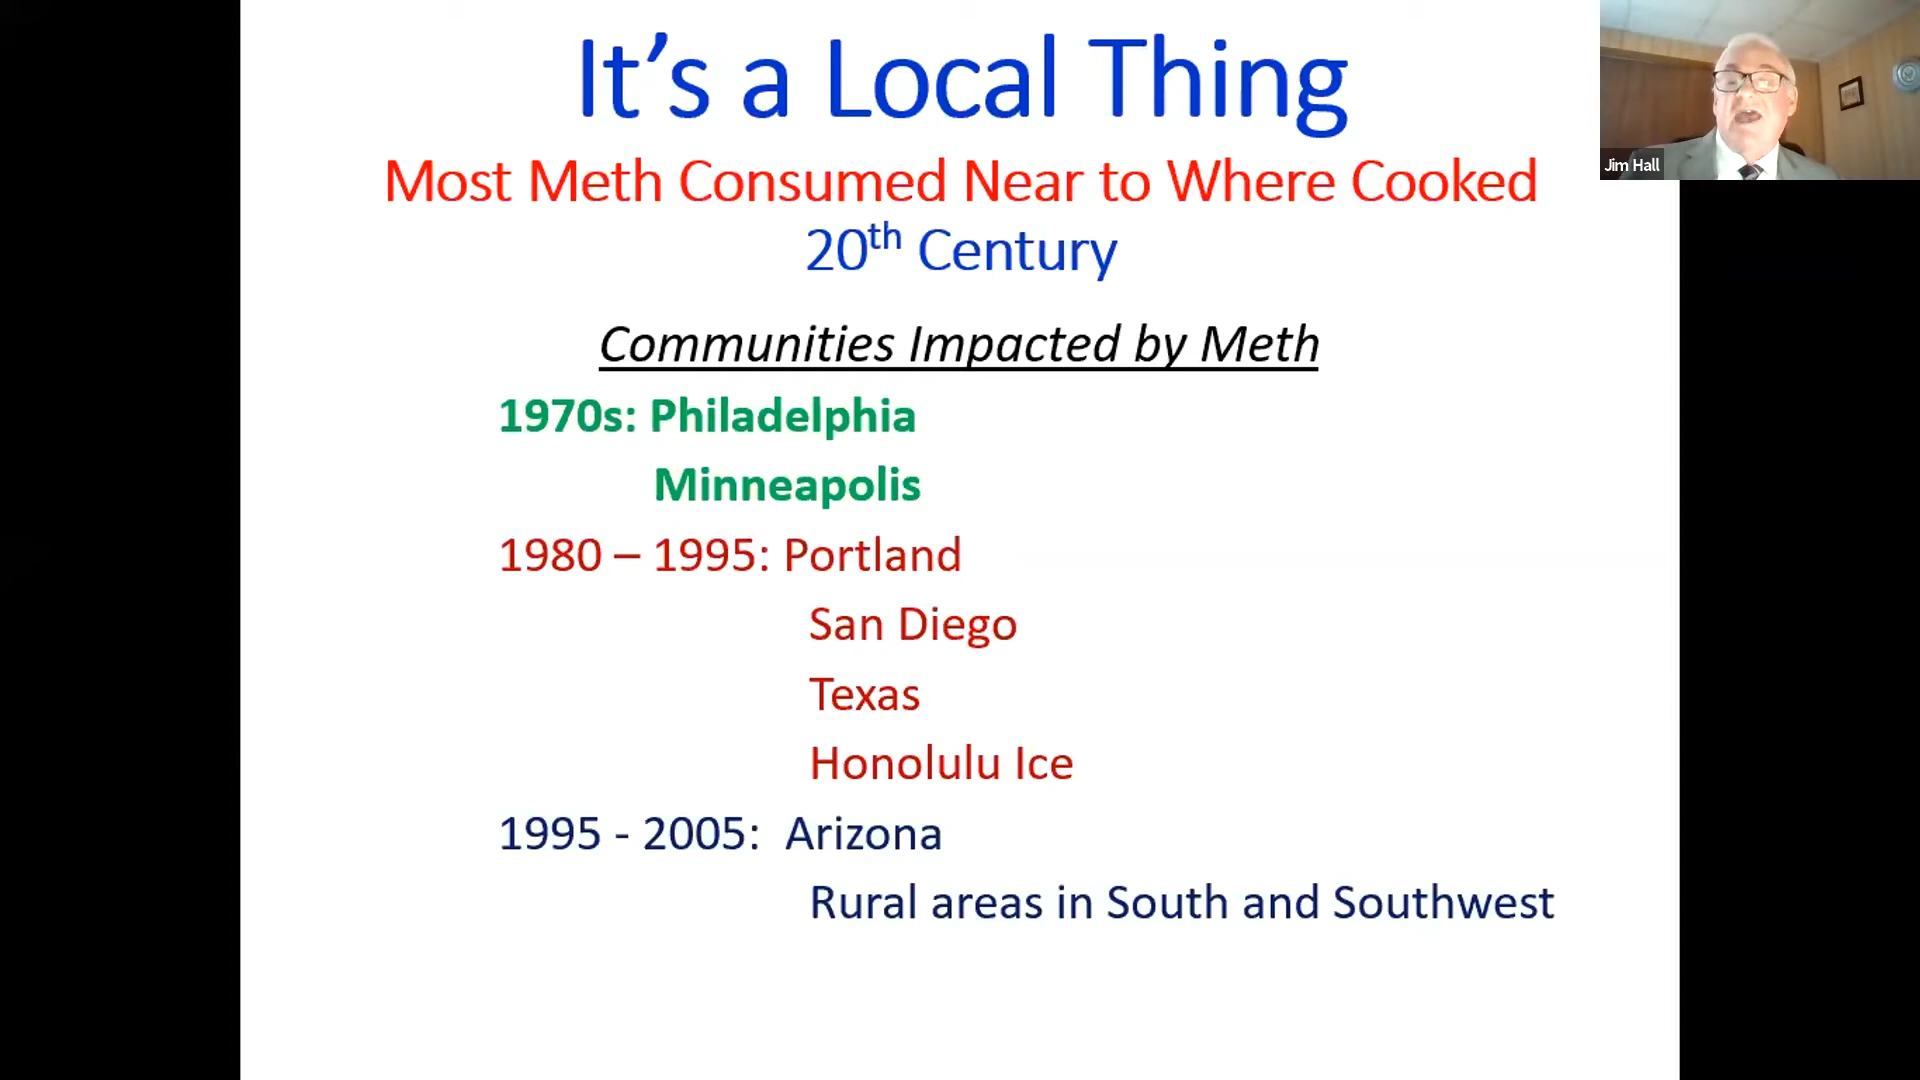 It's a Local Thing
Most Meth Consumed Near to Where Cooked
20th Century
Communities Impacted by Meth
1970s: Philadelphia
Minneapolis
1980 – 1995: Portland
San Diego
Texas
Honolulu Ice
1995 - 2005: Arizona
Rural areas in South and Southwest
Jim Hall